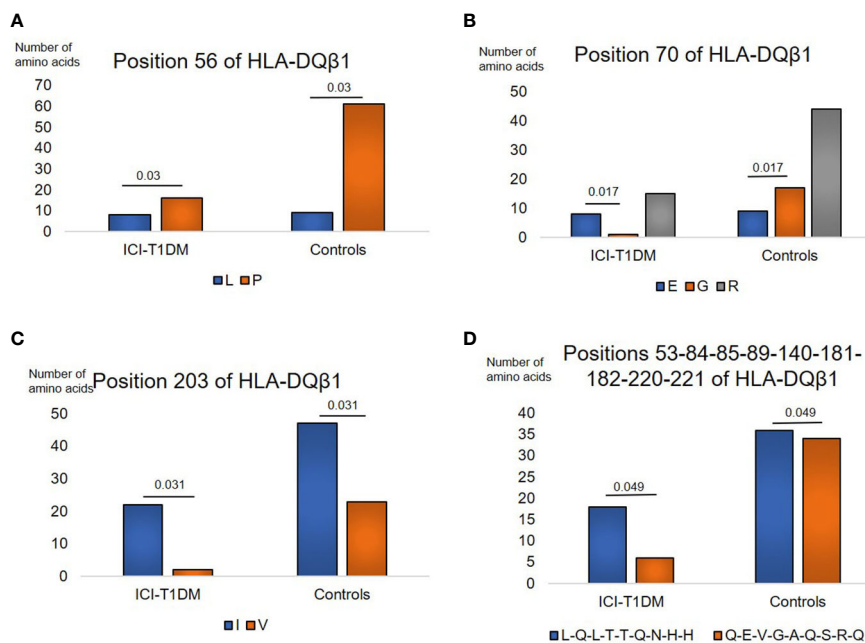 A
Number of
amino acids
Position 56 of HLA-DQβ1
70
60
50
40
30
20
10
0
0.03
0.03
ICI-T1DM
Controls
L
P
B
Number of
amino acids
Position 70 of HLA-DQβ1
50
40
30
20
10
0
0.017
0.017
ICI-T1DM
Controls
E
G
R
C
Number of
amino acids
Position 203 of HLA-DQβ1
50
40
30
20
10
0
0.031
0.031
ICI-T1DM
Controls
I
V
D
Number of
amino acids
Positions 53-84-85-89-140-181-
182-220-221 of HLA-DQβ1
40
35
30
25
20
15
10
5
0
0.049
0.049
ICI-T1DM
Controls
L-Q-L-T-T-Q-N-H-H
Q-E-V-G-A-Q-S-R-Q